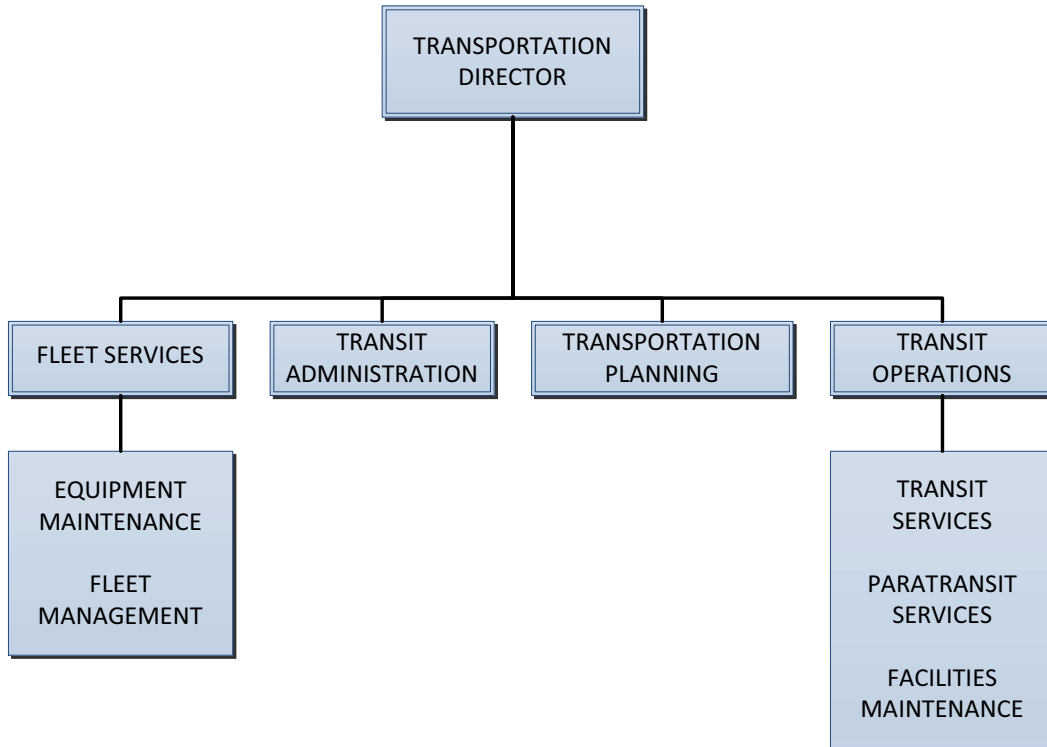 TRANSPORTATION
DIRECTOR
FLEET SERVICES
TRANSIT
ADMINISTRATION
TRANSPORTATION
PLANNING
TRANSIT
OPERATIONS
EQUIPMENT
MAINTENANCE
FLEET
MANAGEMENT
TRANSIT
SERVICES
PARATRANSIT
SERVICES
FACILITIES
MAINTENANCE